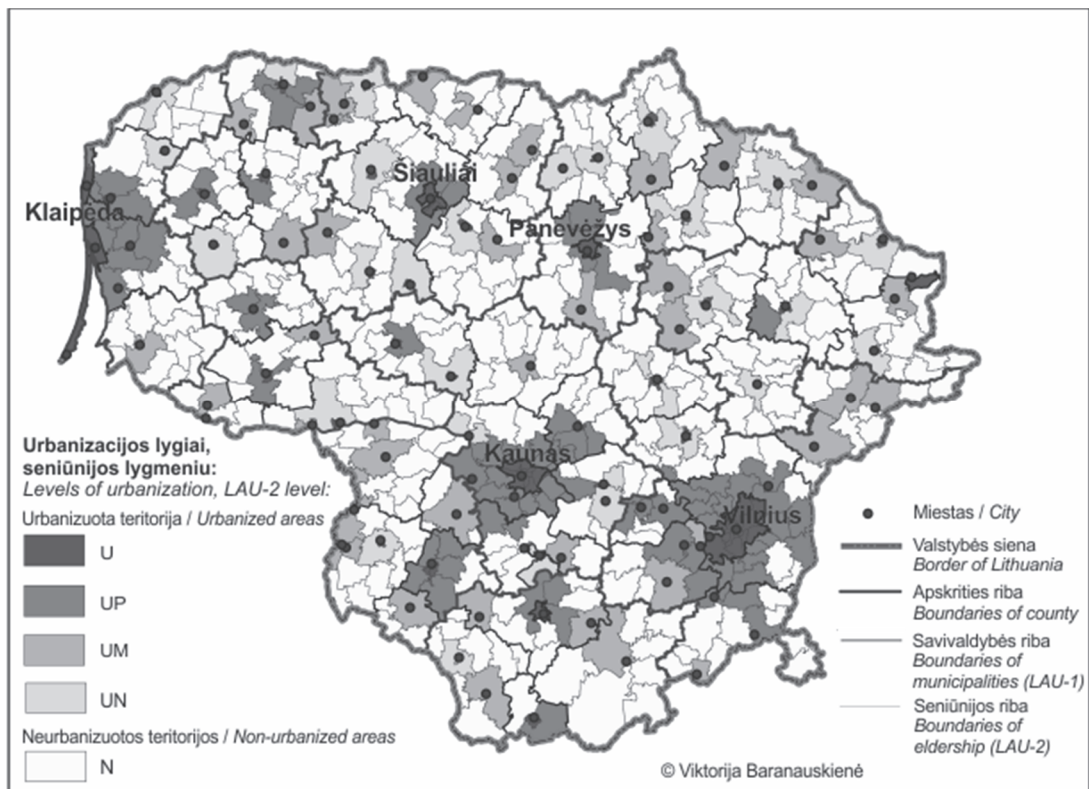 Šiauliai
Klaipėda
Panevėžys
Kaunas
Vilnius
Urbanizacijos lygiai,
seniūnijos lygmeniu:
Levels of urbanization, LAU-2 level:
Urbanizuota teritorija / Urbanized areas
U
UP
UM
UN
Neurbanizuotos teritorijos / Non-urbanized areas
N
Miestas / City
Valstybės siena
Border of Lithuania
Apskrities riba
Boundaries of county
Savivaldybės riba
Boundaries of
municipalities (LAU-1)
Seniūnijos riba
Boundaries of
eldership (LAU-2)
© Viktorija Baranauskienė